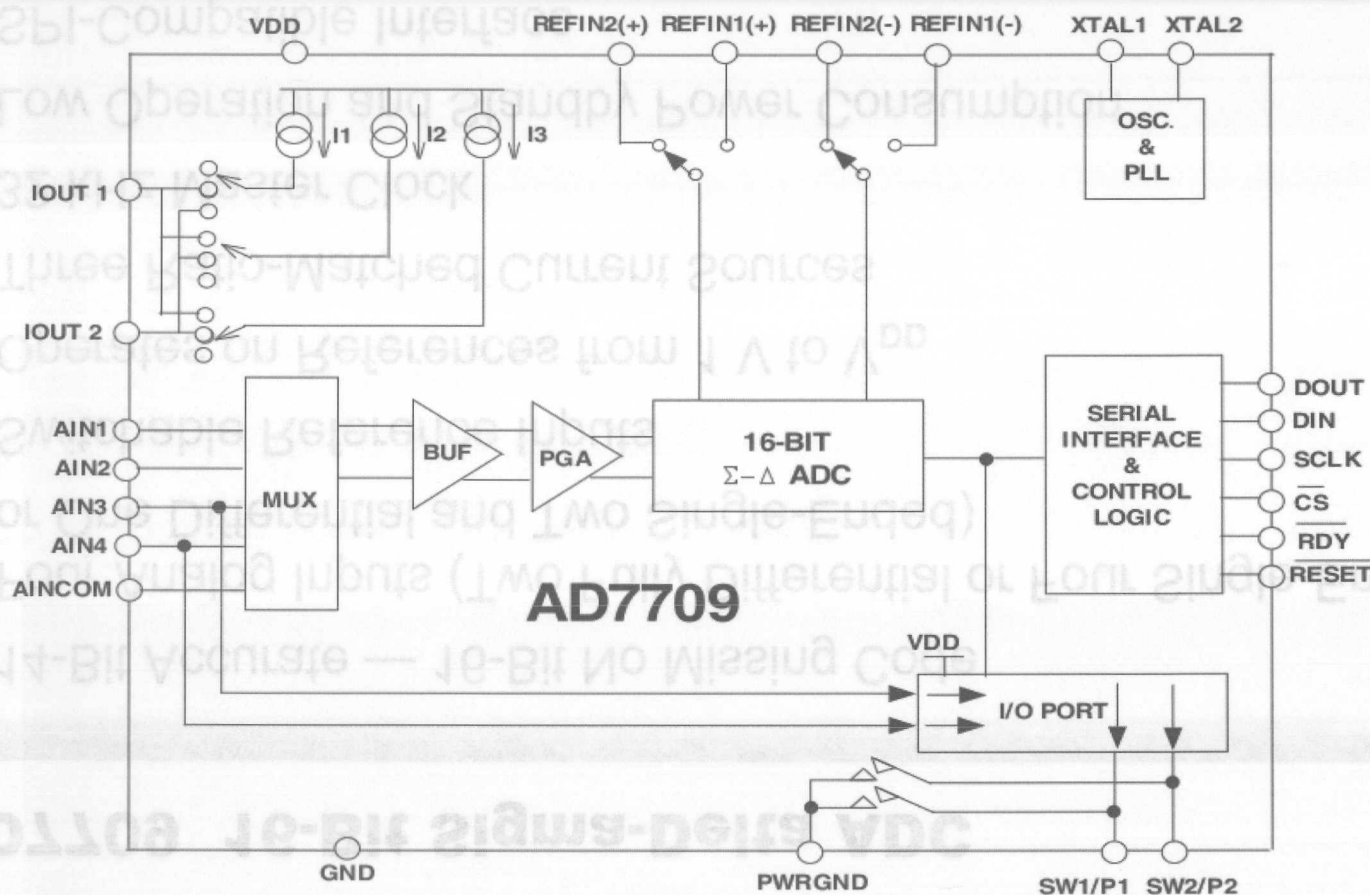 VDD
REFIN2(+) REFIN1(+) REFIN2(-) REFIN1(-)
XTAL1 XTAL2
I1
I2
I3
OSC.
&
PLL
IOUT 1
IOUT 2
AIN1
AIN2
AIN3
AIN4
AINCOM
MUX
BUF
PGA
16-BIT
Σ-Δ ADC
SERIAL
INTERFACE
&
CONTROL
LOGIC
DOUT
DIN
SCLK
C̅S̅
R̅D̅Y̅
R̅E̅S̅E̅T̅
AD7709
VDD
I/O PORT
GND
PWRGND
SW1/P1 SW2/P2
SPI-Compatible Interface
Low Operation and Standby Power Consumption
32 kHz Master Clock
Three Ratio-Matched Current Sources
Operates on References from 1 V to VDD
Switchable Reference Inputs
or One Differential and Two Single-Ended)
Four Analog Inputs (Two Fully Differential or Four Single-
14-Bit Accurate — 16-Bit No Missing Code
D7709 16-Bit Sigma-Delta ADC